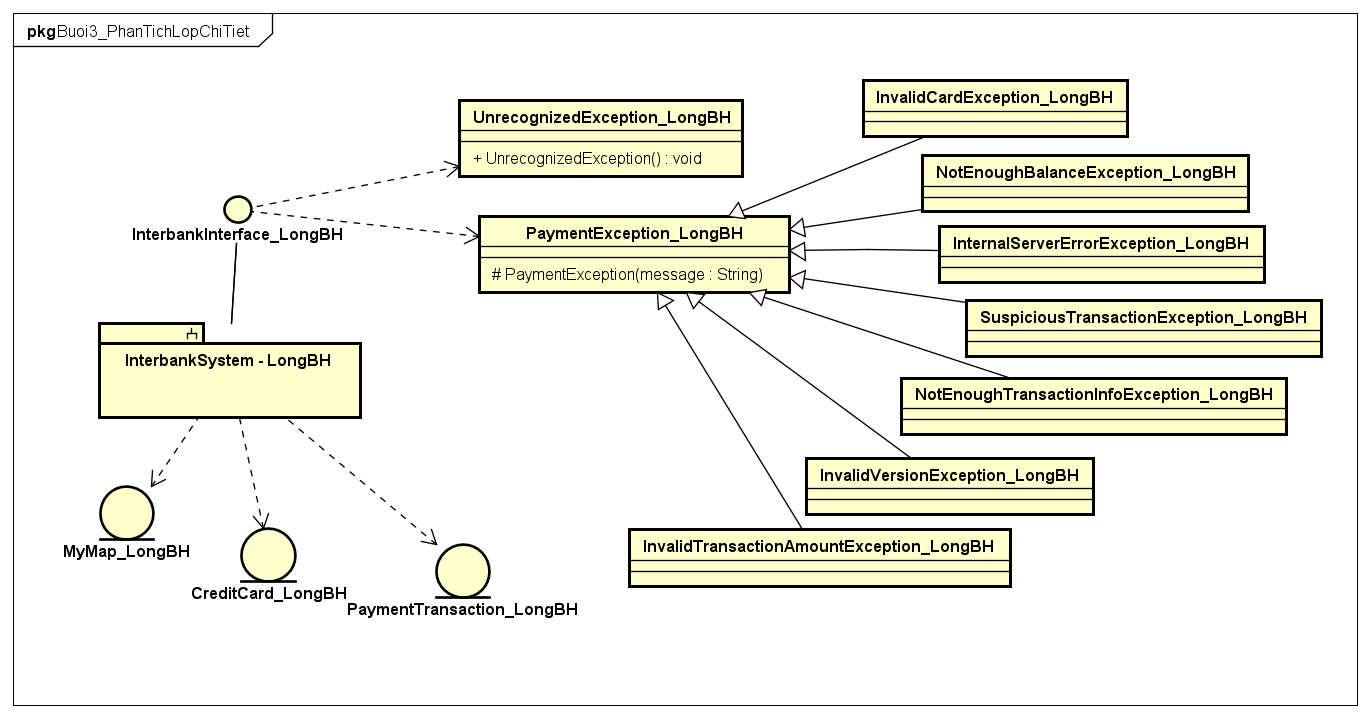 pkg Buoi3_PhanTichLopChiTiet
InvalidCardException_LongBH
UnrecognizedException_LongBH
+ UnrecognizedException() : void
NotEnoughBalanceException_LongBH
InterbankInterface_LongBH
PaymentException_LongBH
# PaymentException(message : String)
InternalServerErrorException_LongBH
SuspiciousTransactionException_LongBH
InterbankSystem - LongBH
NotEnoughTransactionInfoException_LongBH
InvalidVersionException_LongBH
InvalidTransactionAmountException_LongBH
MyMap_LongBH
CreditCard_LongBH
PaymentTransaction_LongBH